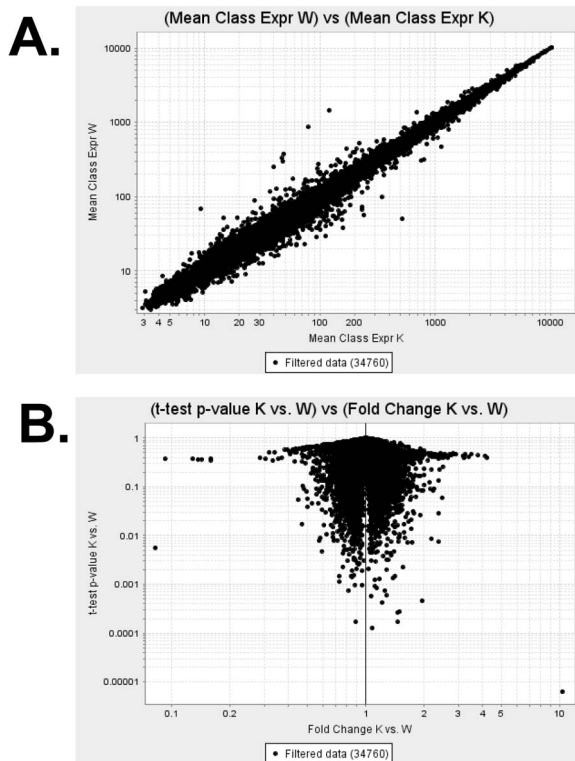 A.
(Mean Class Expr W) vs (Mean Class Expr K)
Mean Class Expr W
10000
1000
100
10
3 4 5 10 20 30 100 200 1000 10000
Mean Class Expr K
Filtered data (34760)
B.
(t-test p-value K vs. W) vs (Fold Change K vs. W)
t-test p-value K vs. W
1
0.1
0.01
0.001
0.0001
0.00001
0.1 0.2 1 2 3 4 5 10
Fold Change K vs. W
Filtered data (34760)